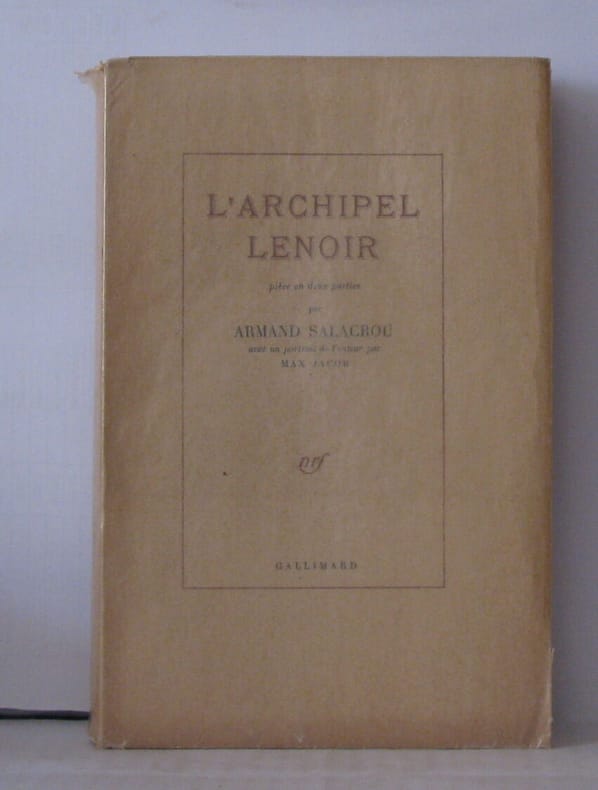 L'ARCHIPEL
LENOIR
pièce en deux parties
par
ARMAND SALACROU
avec un portrait de l'auteur par
MAX JACOB
nrf
GALLIMARD